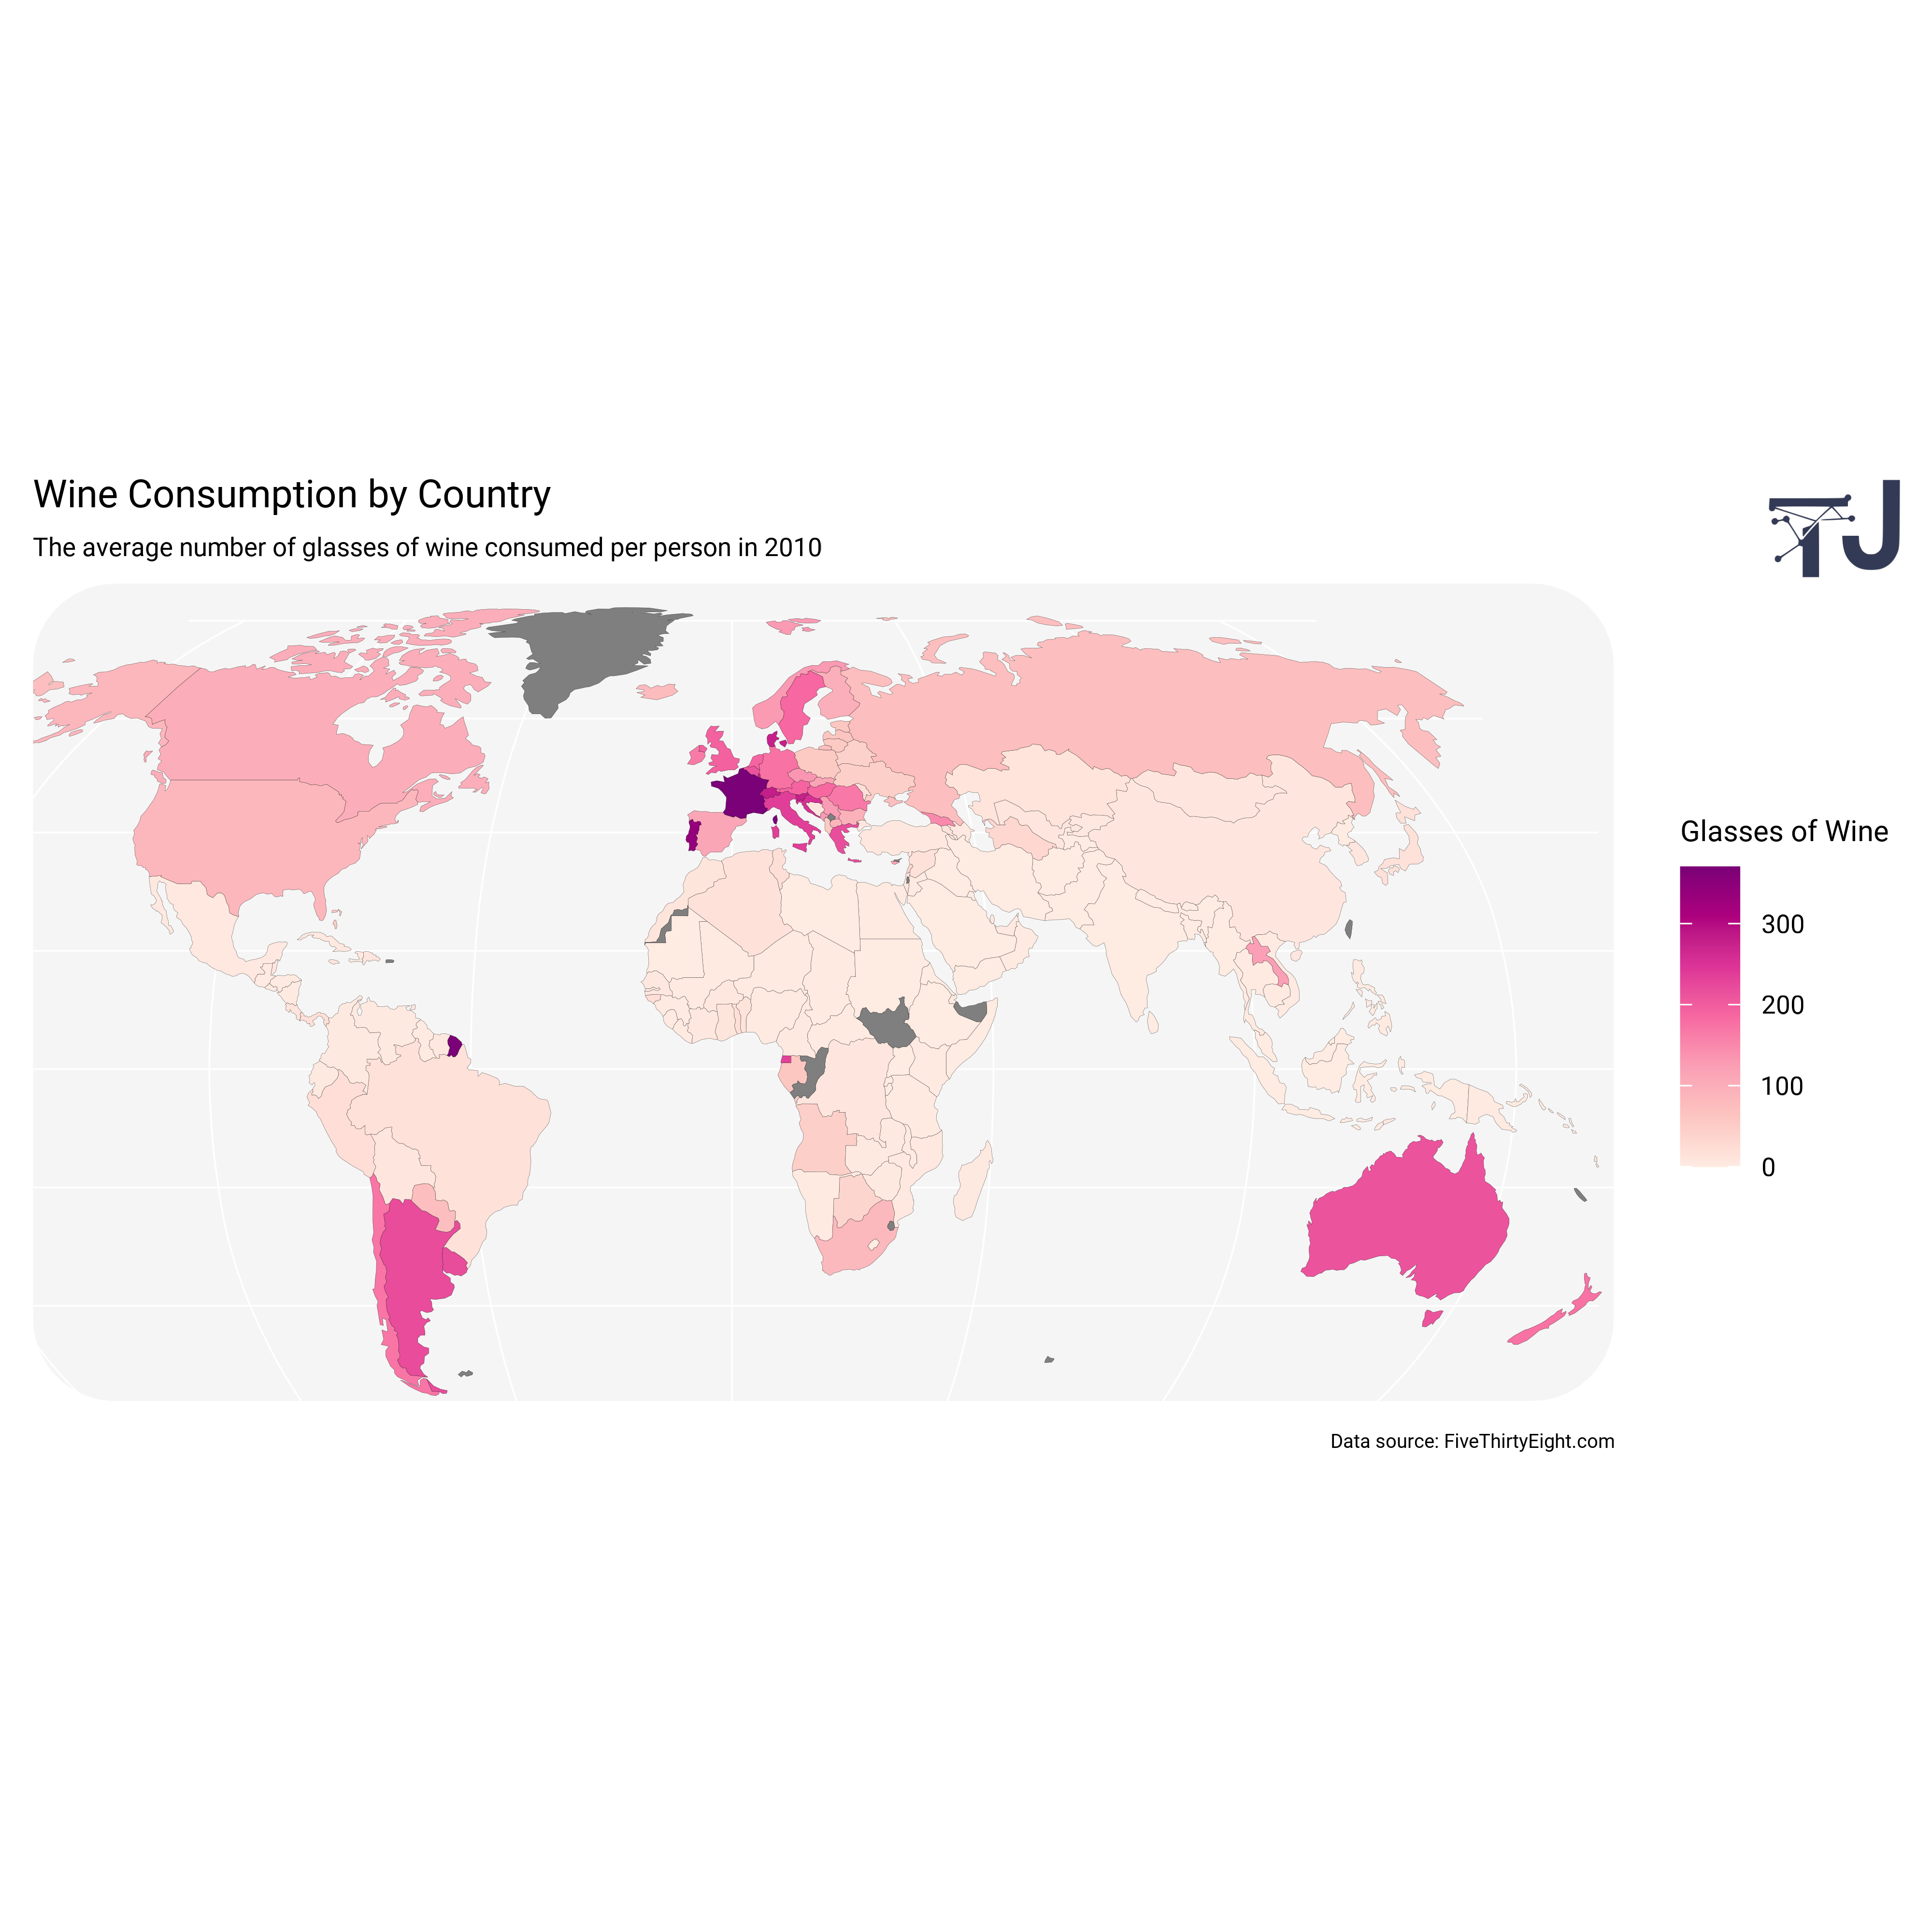 Wine Consumption by Country
The average number of glasses of wine consumed per person in 2010
TJ
Glasses of Wine
300
200
100
0
Data source: FiveThirtyEight.com